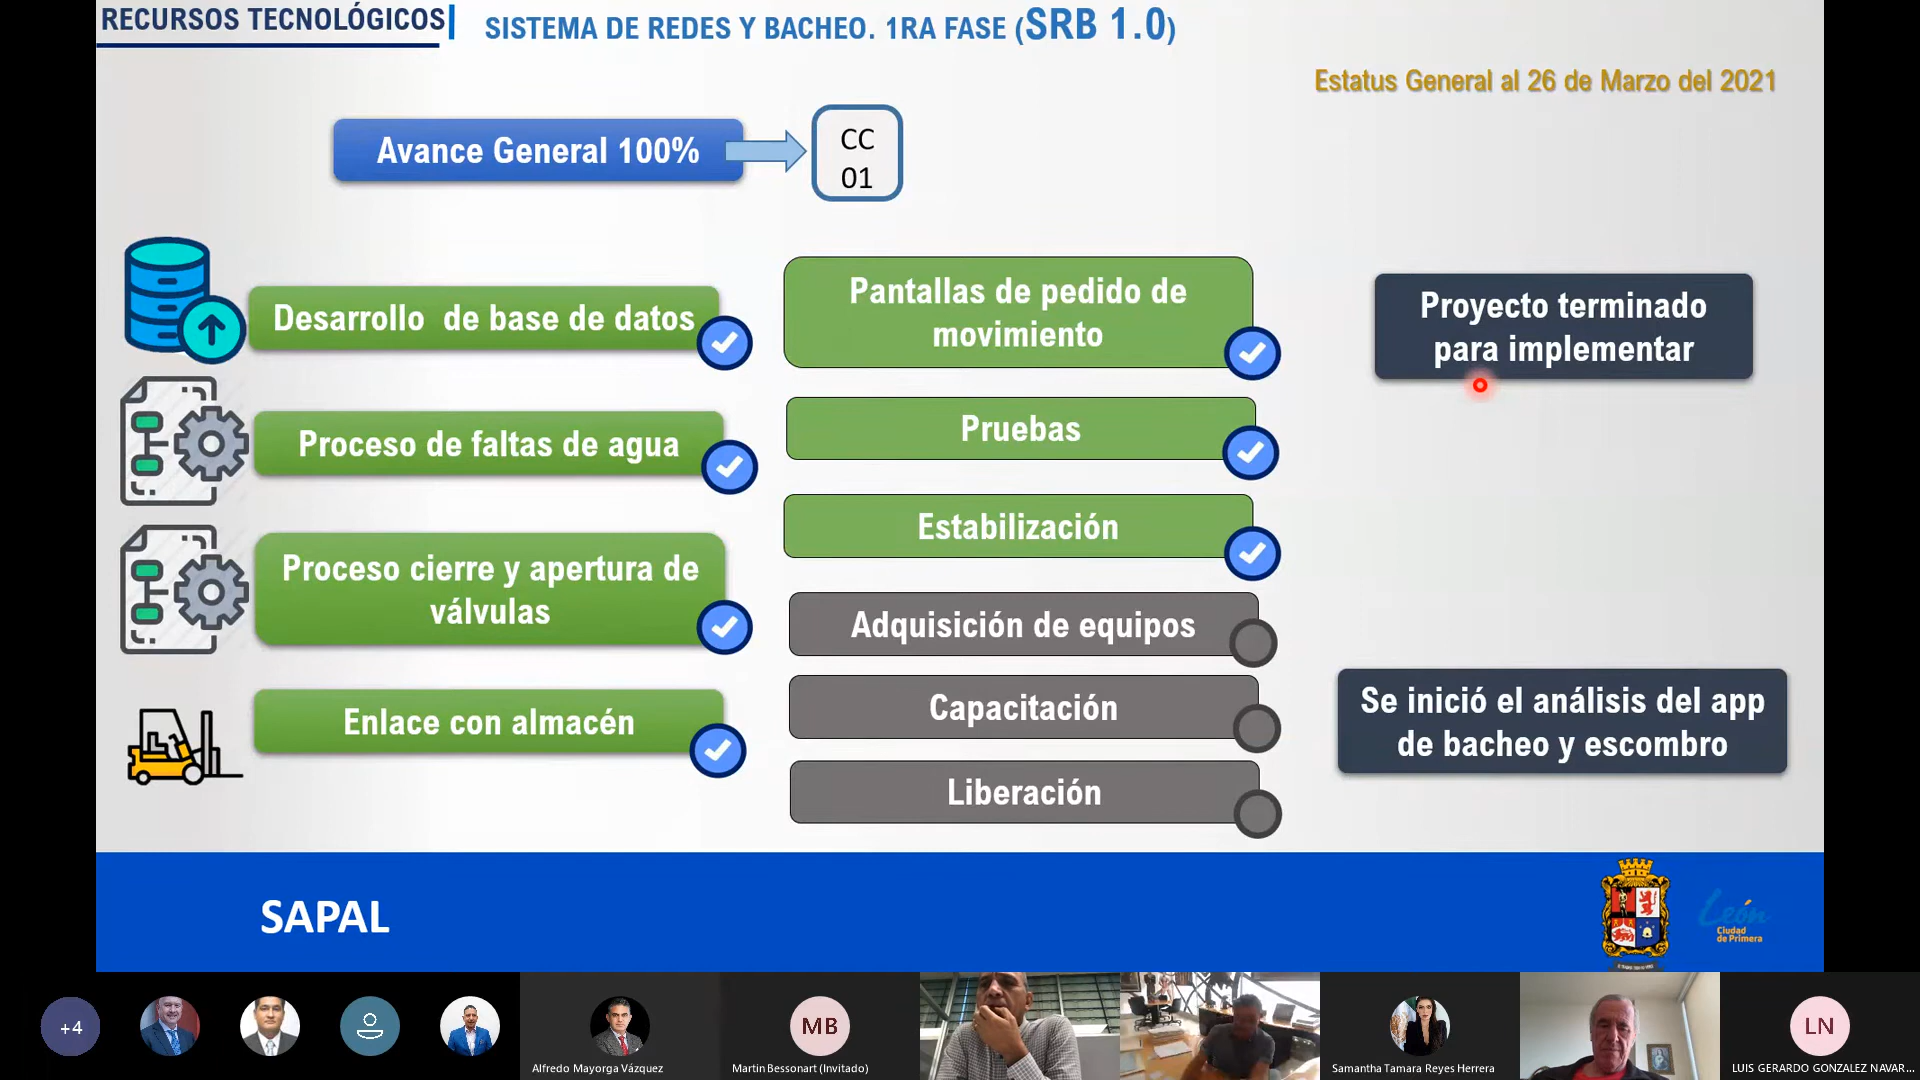 RECURSOS TECNOLÓGICOS
SISTEMA DE REDES Y BACHEO. 1RA FASE (SRB 1.0)
Estatus General al 26 de Marzo del 2021
Avance General 100%
CC
01
Desarrollo de base de datos
Proceso de faltas de agua
Proceso cierre y apertura de
válvulas
Enlace con almacén
Pantallas de pedido de
movimiento
Pruebas
Estabilización
Adquisición de equipos
Capacitación
Liberación
Proyecto terminado
para implementar
Se inició el análisis del app
de bacheo y escombro
SAPAL
León
Ciudad
de Primera
+4
Alfredo Mayorga Vázquez
MB
Martin Bessonart (Invitado)
Samantha Tamara Reyes Herrera
LN
LUIS GERARDO GONZALEZ NAVAR...